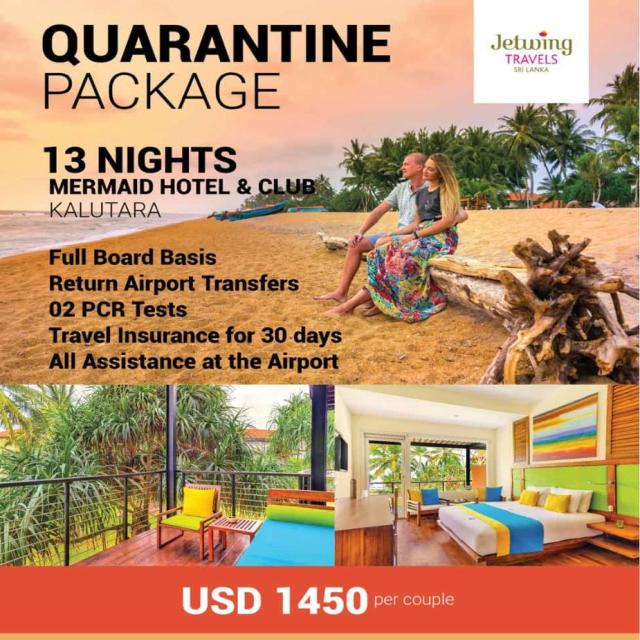 QUARANTINE
PACKAGE
Jetwing
TRAVELS
SRI LANKA
13 NIGHTS
MERMAID HOTEL & CLUB
KALUTARA
Full Board Basis
Return Airport Transfers
02 PCR Tests
Travel Insurance for 30 days
All Assistance at the Airport
USD 1450 per couple